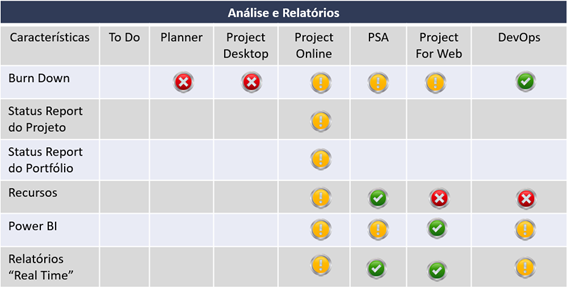 Análise e Relatórios
Características To Do Planner Project Desktop Project Online PSA Project For Web DevOps
Burn Down
Status Report
do Projeto
Status Report
do Portfólio
Recursos
Power BI
Relatórios
“Real Time”